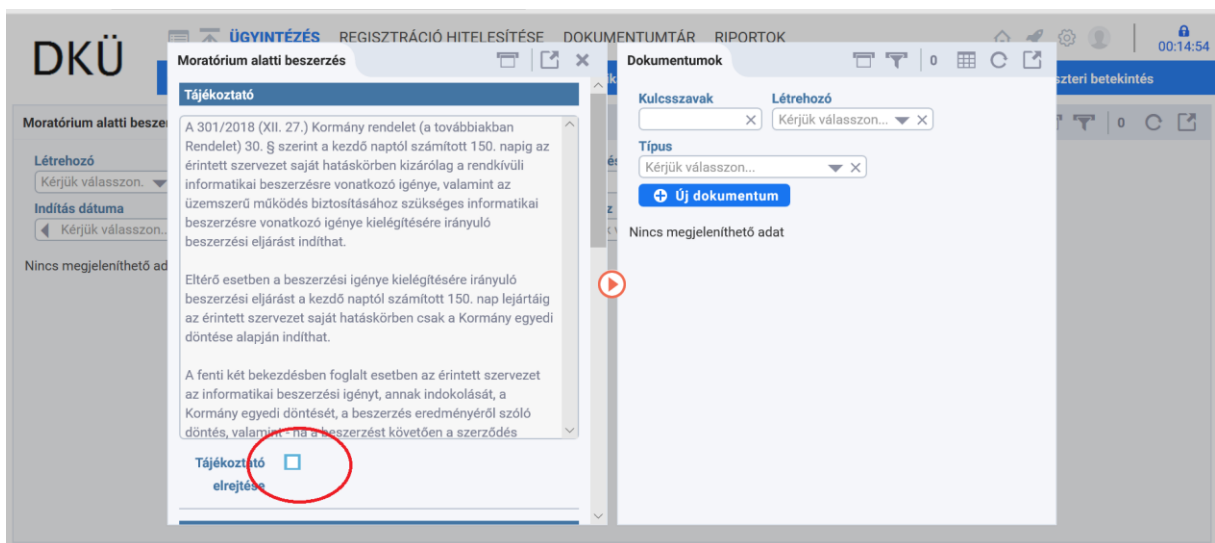 DKÜ
ÜGYINTÉZÉS REGISZTRÁCIÓ HITELESÍTÉSE DOKUMENTUMTÁR RIPORTOK
00:14:54
szteri betekintés
Moratórium alatti besze
Létrehozó
Kérjük válasszon.
Indítás dátuma
Kérjük válasszon..
Nincs megjeleníthető ad
0
Moratórium alatti beszerzés
Tájékoztató
A 301/2018 (XII. 27.) Kormány rendelet (a továbbiakban
Rendelet) 30. § szerint a kezdő naptól számított 150. napig az
érintett szervezet saját hatáskörben kizárólag a rendkívüli
informatikai beszerzésre vonatkozó igénye, valamint az
üzemszerű működés biztosításához szükséges informatikai
beszerzésre vonatkozó igénye kielégítésére irányuló
beszerzési eljárást indíthat.
Eltérő esetben a beszerzési igénye kielégítésére irányuló
beszerzési eljárást a kezdő naptól számított 150. nap lejártáig
az érintett szervezet saját hatáskörben csak a Kormány egyedi
döntése alapján indíthat.
A fenti két bekezdésben foglalt esetben az érintett szervezet
az informatikai beszerzési igényt, annak indokolását, a
Kormány egyedi döntését, a beszerzés eredményéről szóló
döntés, valamint - ha a beszerzést követően a szerződés
Tájékoztató
elrejtése
Dokumentumok
0
Kulcsszavak Létrehozó
Kérjük válasszon...
Típus
Kérjük válasszon...
Új dokumentum
Nincs megjeleníthető adat